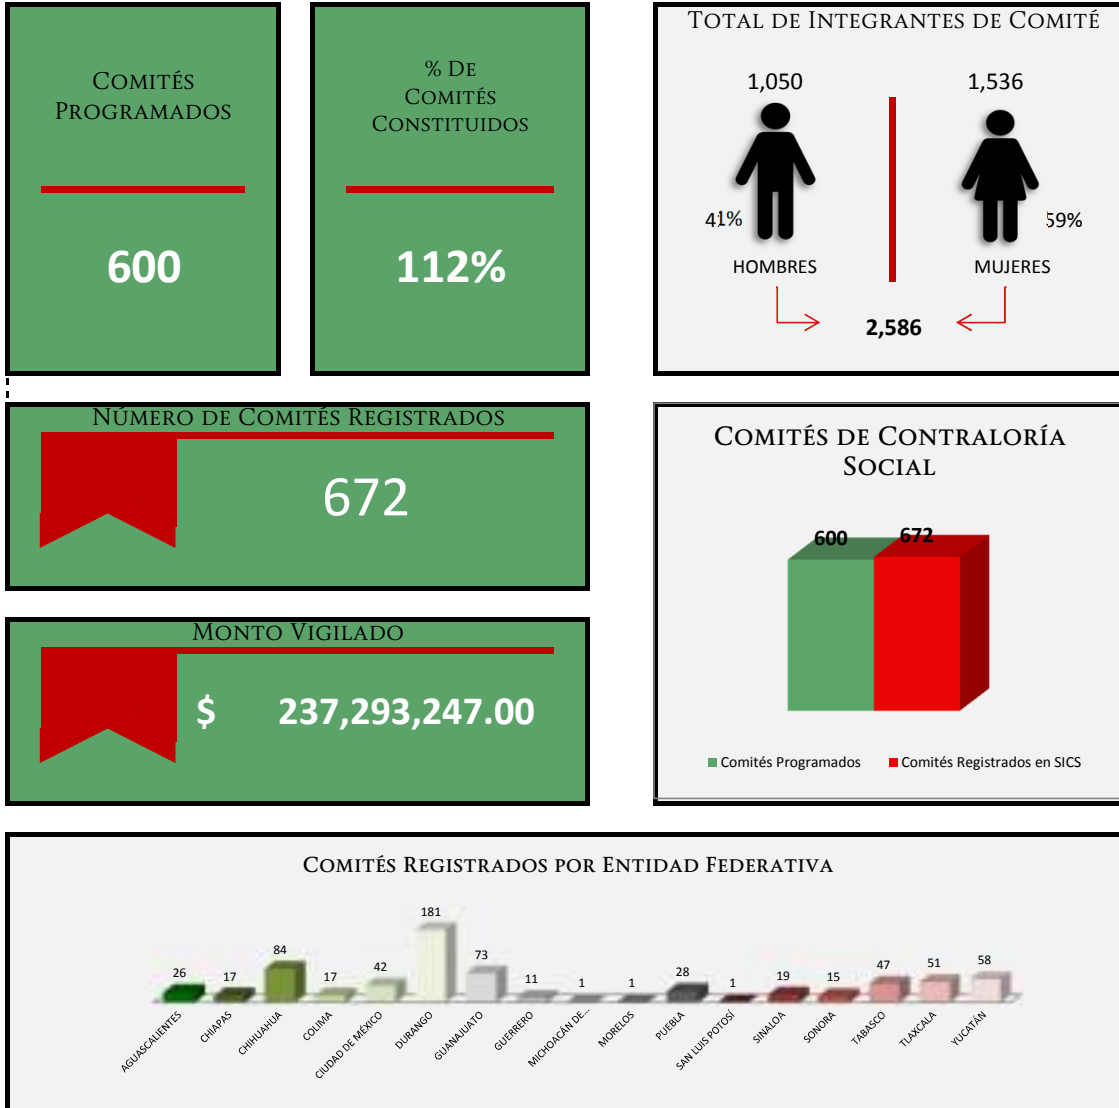 COMITÉS
PROGRAMADOS
600
% DE
COMITÉS
CONSTITUIDOS
112%
TOTAL DE INTEGRANTES DE COMITÉ
1,050
1,536
41%
59%
HOMBRES
MUJERES
2,586
NÚMERO DE COMITÉS REGISTRADOS
672
MONTO VIGILADO
$ 237,293,247.00
COMITÉS DE CONTRALORÍA
SOCIAL
600
672
Comités Programados
Comités Registrados en SICS
COMITÉS REGISTRADOS POR ENTIDAD FEDERATIVA
26
17
84
17
42
181
73
11
1
1
28
1
19
15
47
51
58
AGUASCALIENTES
CHIAPAS
CHIHUAHUA
COLIMA
CIUDAD DE MÉXICO
DURANGO
GUANAJUATO
GUERRERO
MICHOACÁN DE...
MORELOS
PUEBLA
SAN LUIS POTOSÍ
SINALOA
SONORA
TABASCO
TLAXCALA
YUCATÁN